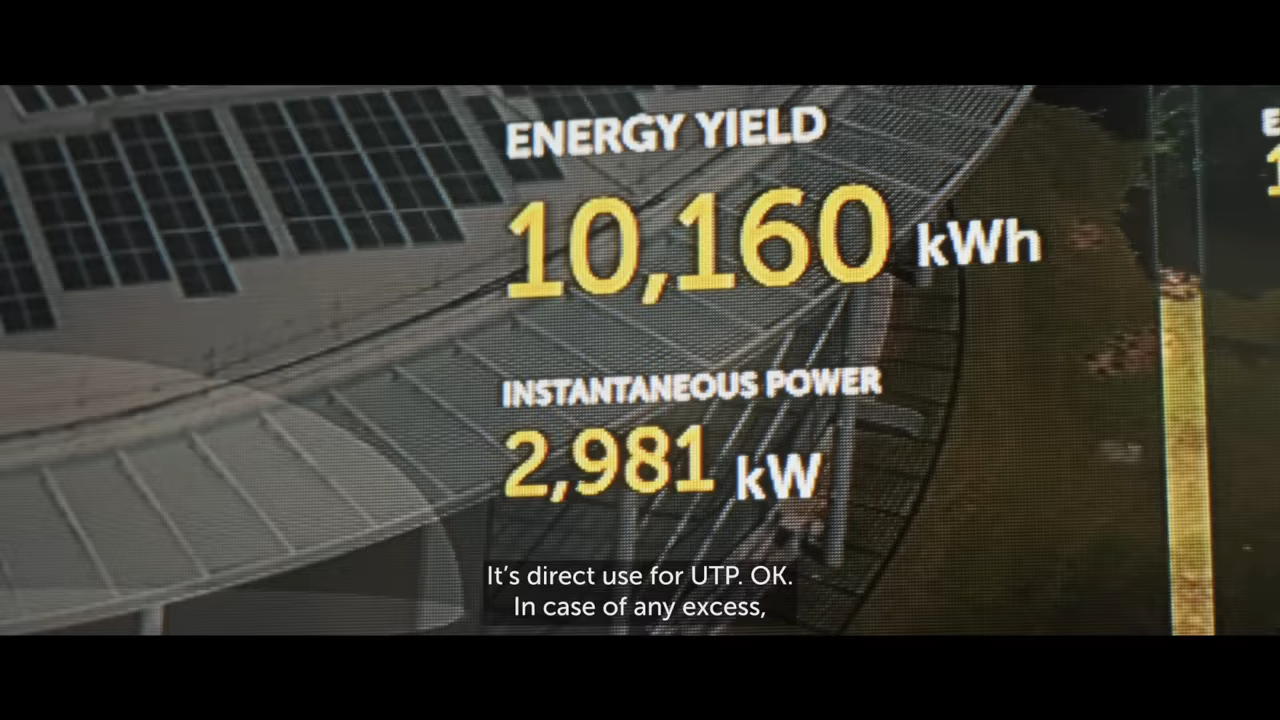 ENERGY YIELD
10,160 kWh
INSTANTANEOUS POWER
2,981 kW
It's direct use for UTP. OK.
In case of any excess,